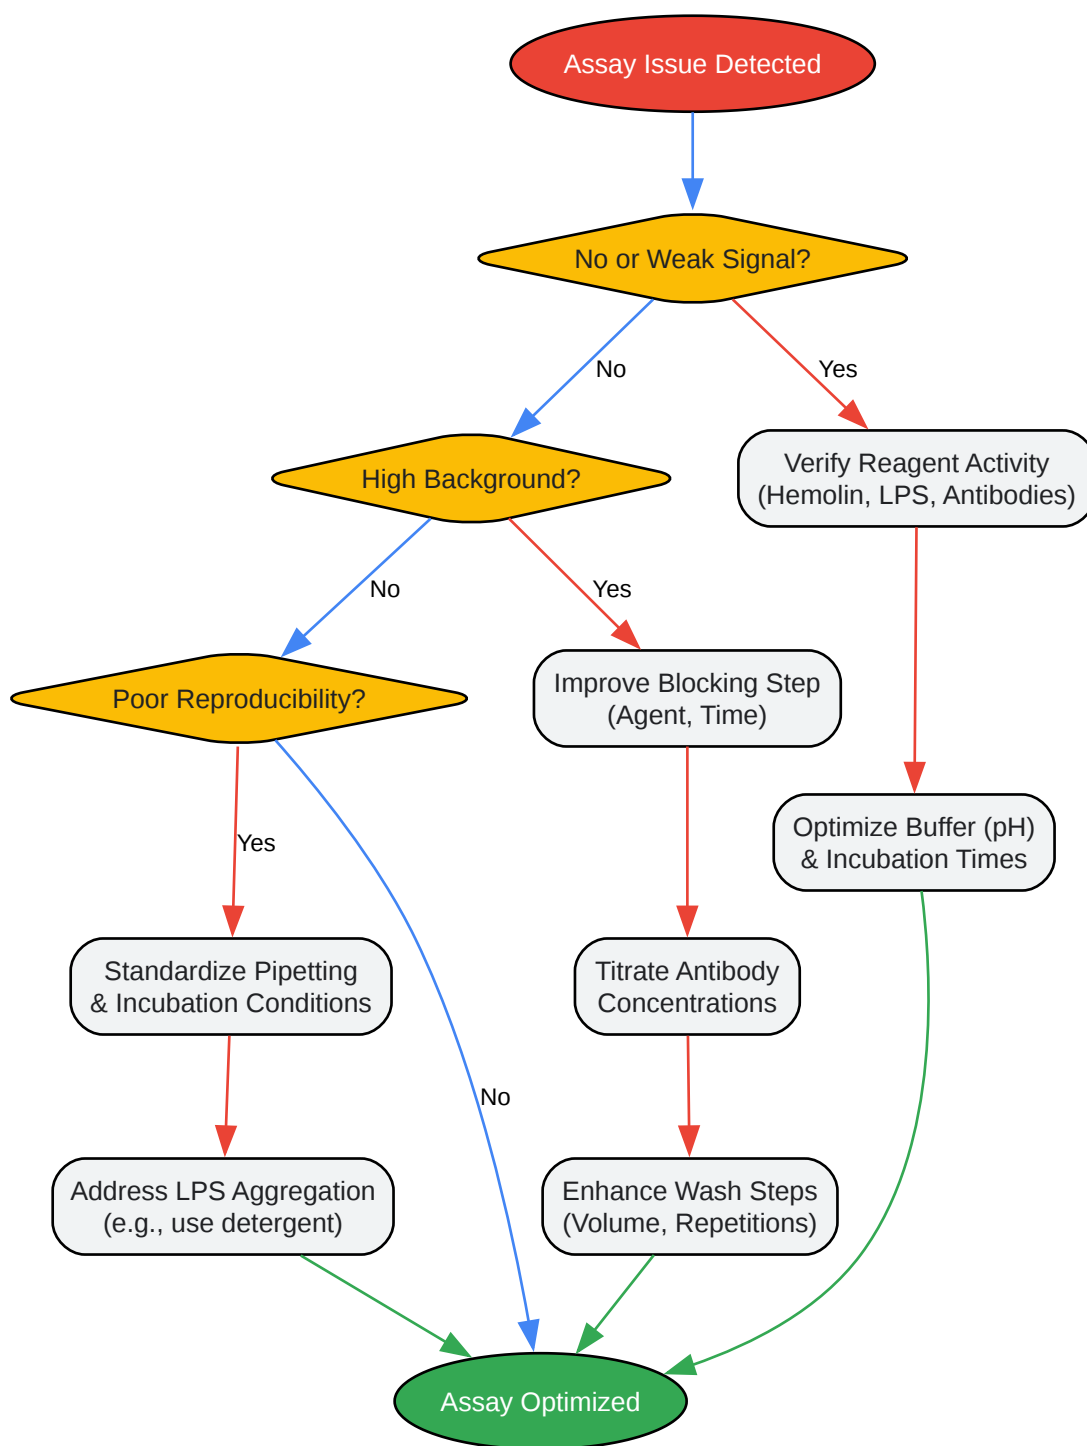 Assay Issue Detected
No or Weak Signal?
No
Yes
High Background?
Verify Reagent Activity
(Hemolin, LPS, Antibodies)
No
Yes
Poor Reproducibility?
Improve Blocking Step
(Agent, Time)
Yes
Optimize Buffer (pH)
& Incubation Times
Standardize Pipetting
& Incubation Conditions
Titrate Antibody
Concentrations
No
Address LPS Aggregation
(e.g., use detergent)
Enhance Wash Steps
(Volume, Repetitions)
Assay Optimized